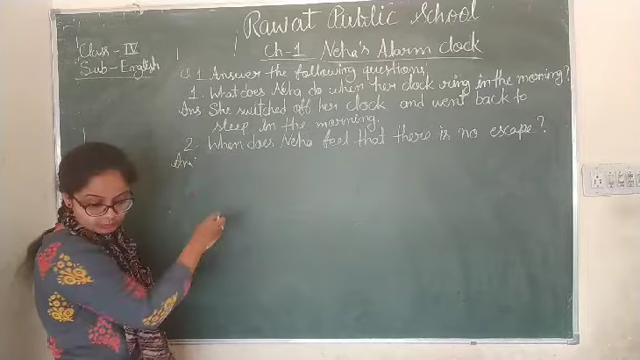 Rawat Public School
Class - IV
Ch-1 Neha's Alarm clock
Sub- English
Q.1 Answer the following questions:
1. What does Neha do when her clock ring in the morning?
Ans She switched off her clock and went back to
sleep in the morning.
2. When does Neha feel that there is no escape?
Ans: